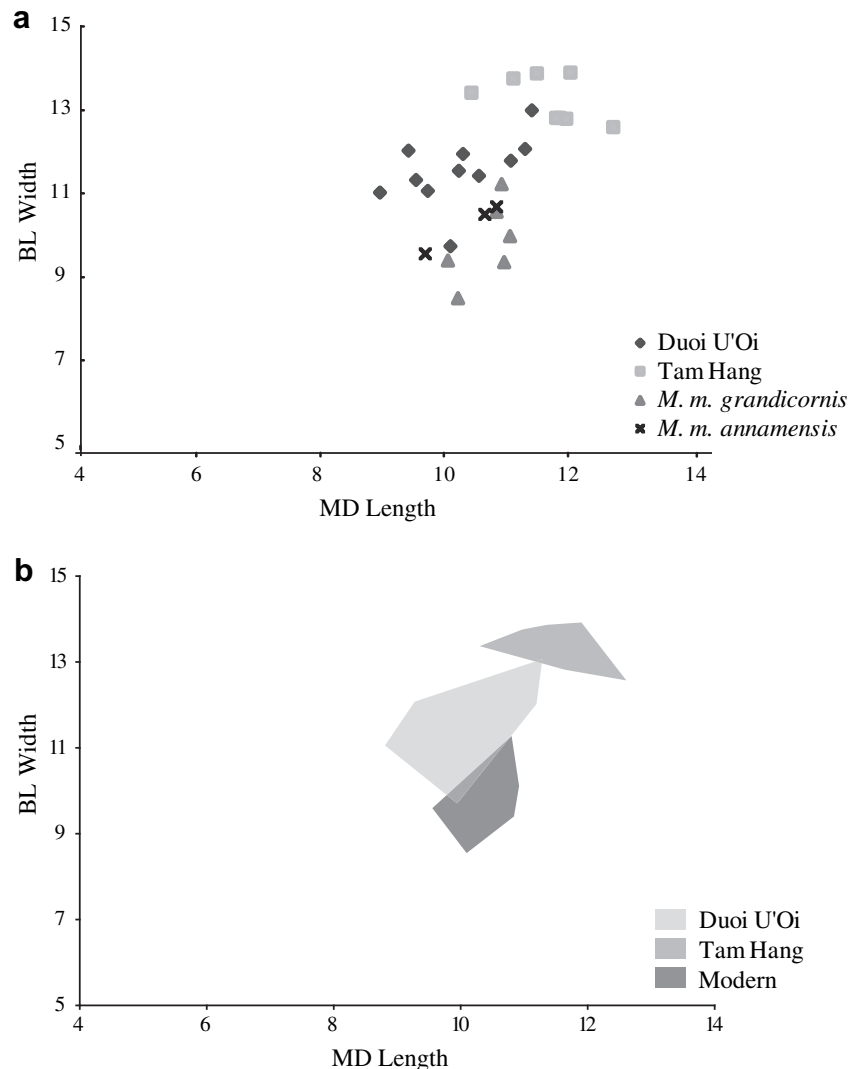 a
15
13
11
9
7
5
BL Width
4 6 8 10 12 14
MD Length
Duoi U'Oi
Tam Hang
M. m. grandicornis
M. m. annamensis
b
15
13
11
9
7
5
BL Width
4 6 8 10 12 14
MD Length
Duoi U'Oi
Tam Hang
Modern